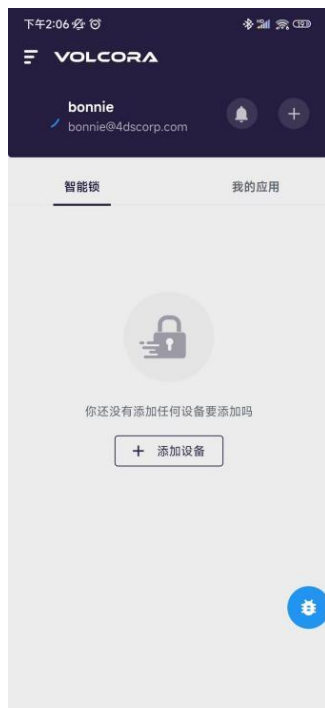 下午2:06
VOLCORA
bonnie
bonnie@4dscorp.com
智能锁
我的应用
你还没有添加任何设备要添加吗
+ 添加设备